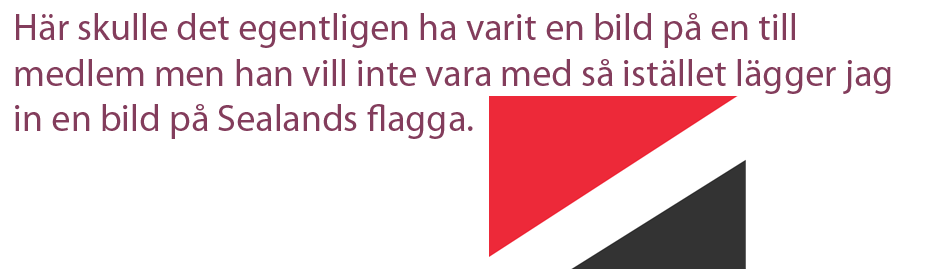 Här skulle det egentligen ha varit en bild på en till
medlem men han vill inte vara med så istället lägger jag
in en bild på Sealands flagga.